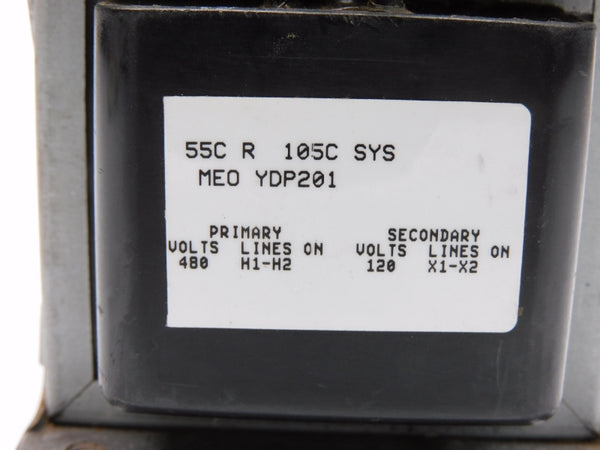 55C R 105C SYS
MEO YDP201
PRIMARY
VOLTS LINES ON
480 H1-H2
SECONDARY
VOLTS LINES ON
120 X1-X2